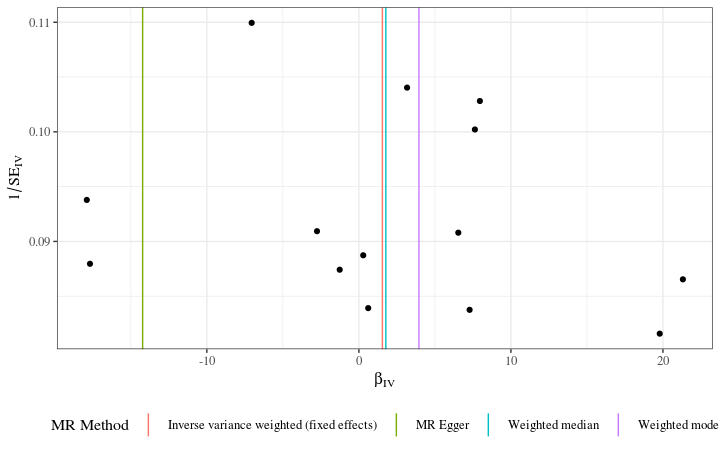 0.11
0.10
0.09
1/SE_IV
-10 0 10 20
β_IV
MR Method Inverse variance weighted (fixed effects) MR Egger Weighted median Weighted mode